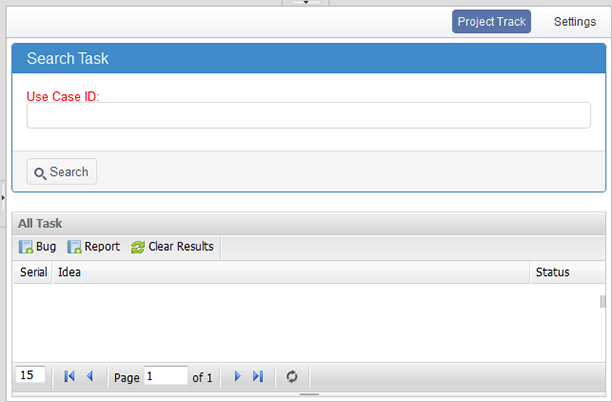 Project Track Settings
Search Task
Use Case ID:
Search
All Task
Bug Report Clear Results
Serial Idea Status
15 Page 1 of 1